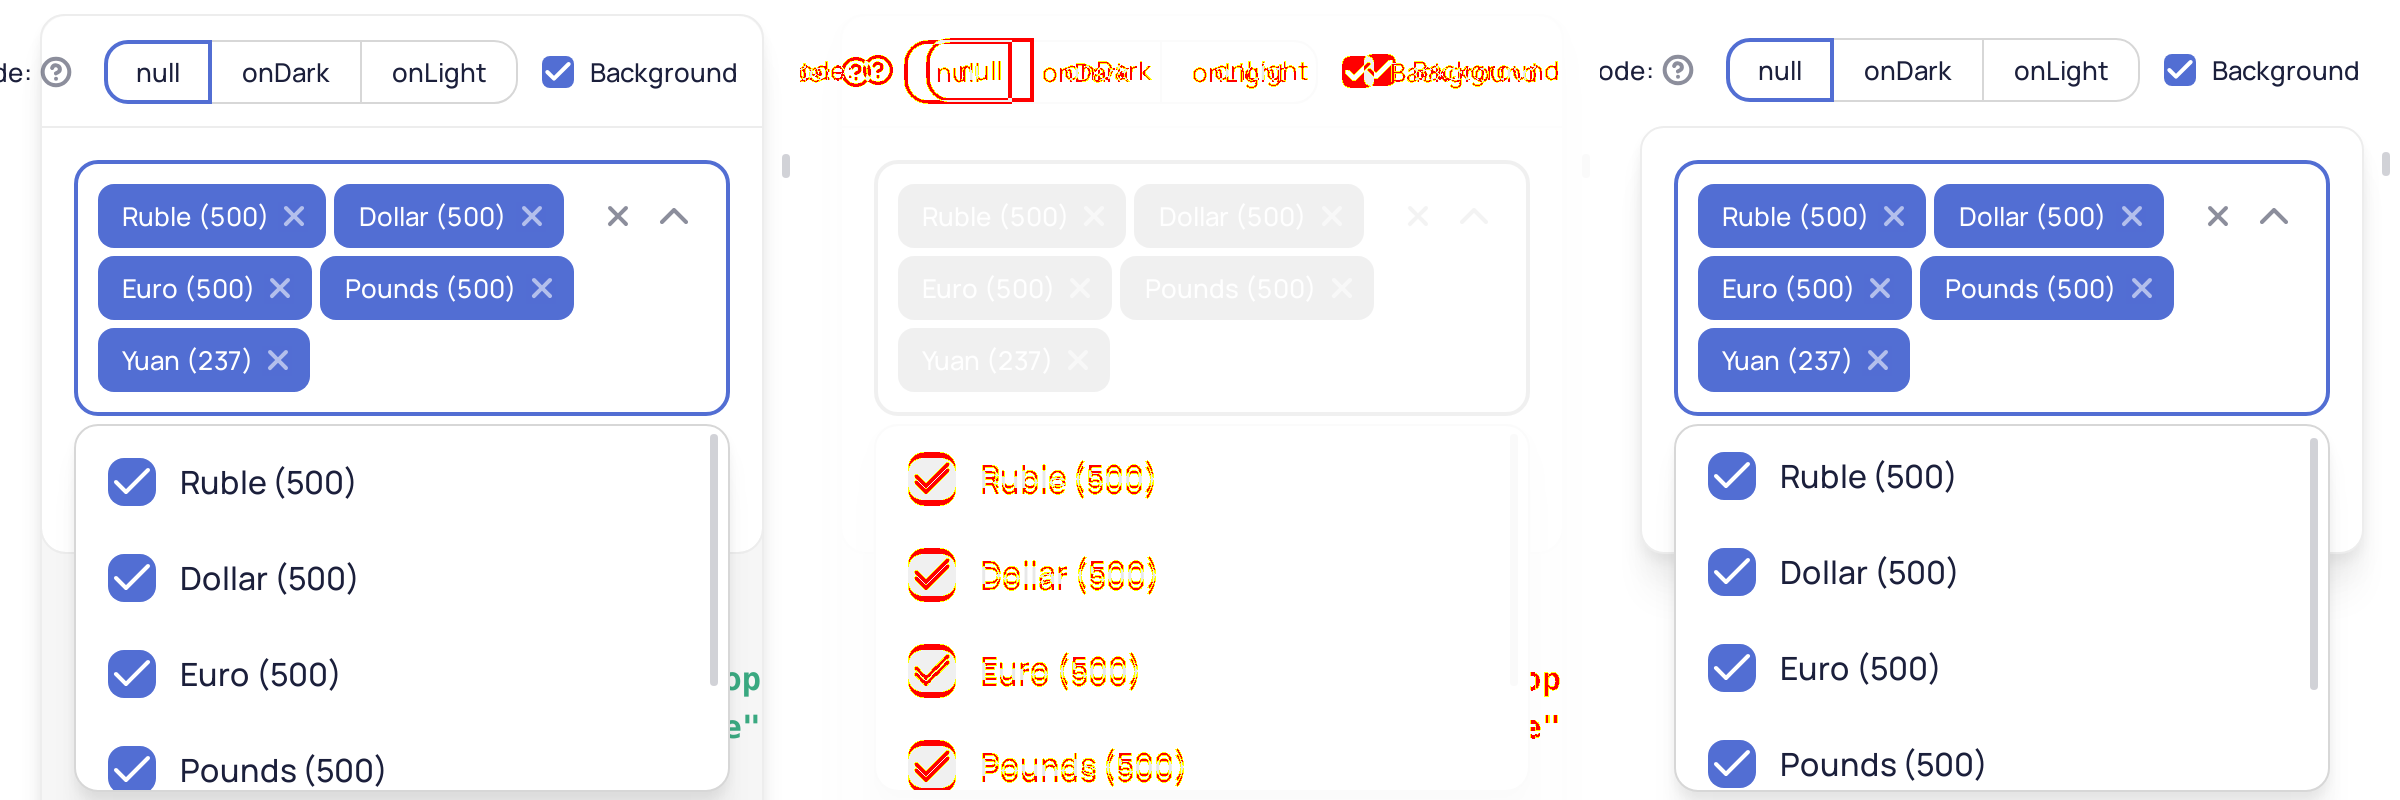 de: null onDark onLight Background
Ruble (500) Dollar (500)
Euro (500) Pounds (500)
Yuan (237)
Ruble (500)
Dollar (500)
Euro (500)
op
e"
Pounds (500)
ode: null onDark onLight Background
Ruble (500) Dollar (500)
Euro (500) Pounds (500)
Yuan (237)
Ruble (500)
Dollar (500)
Euro (500)
op
e"
Pounds (500)
ode: null onDark onLight Background
Ruble (500) Dollar (500)
Euro (500) Pounds (500)
Yuan (237)
Ruble (500)
Dollar (500)
Euro (500)
Pounds (500)